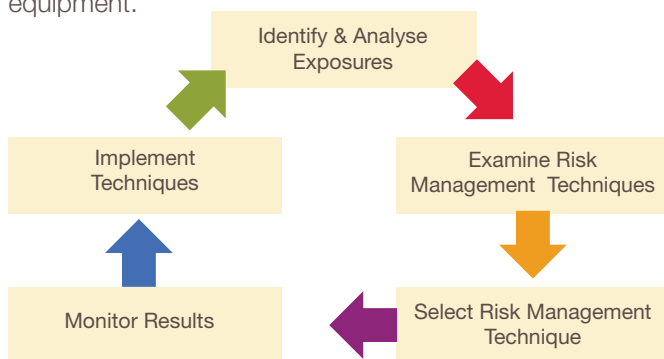 equipment.
Identify & Analyse
Exposures
Implement
Techniques
Examine Risk
Management Techniques
Monitor Results
Select Risk Management
Technique